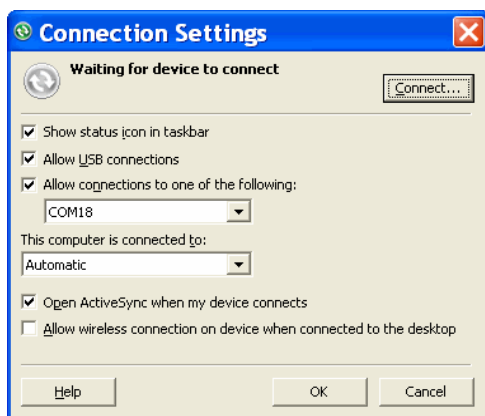 Connection Settings
Waiting for device to connect
Connect...
Show status icon in taskbar
Allow USB connections
Allow connections to one of the following:
COM18
This computer is connected to:
Automatic
Open ActiveSync when my device connects
Allow wireless connection on device when connected to the desktop
Help
OK
Cancel